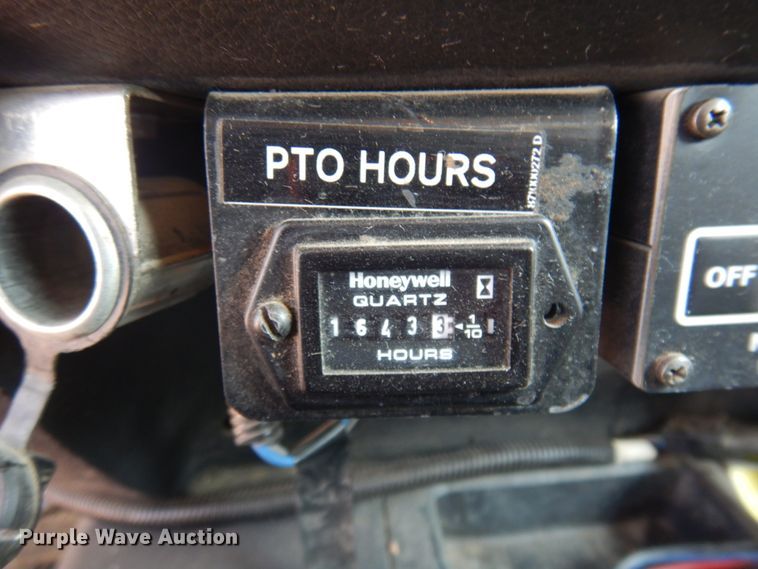 PTO HOURS
Honeywell
QUARTZ
1 6 4 3 3 ◄ 1/10
HOURS
OFF
Purple Wave Auction